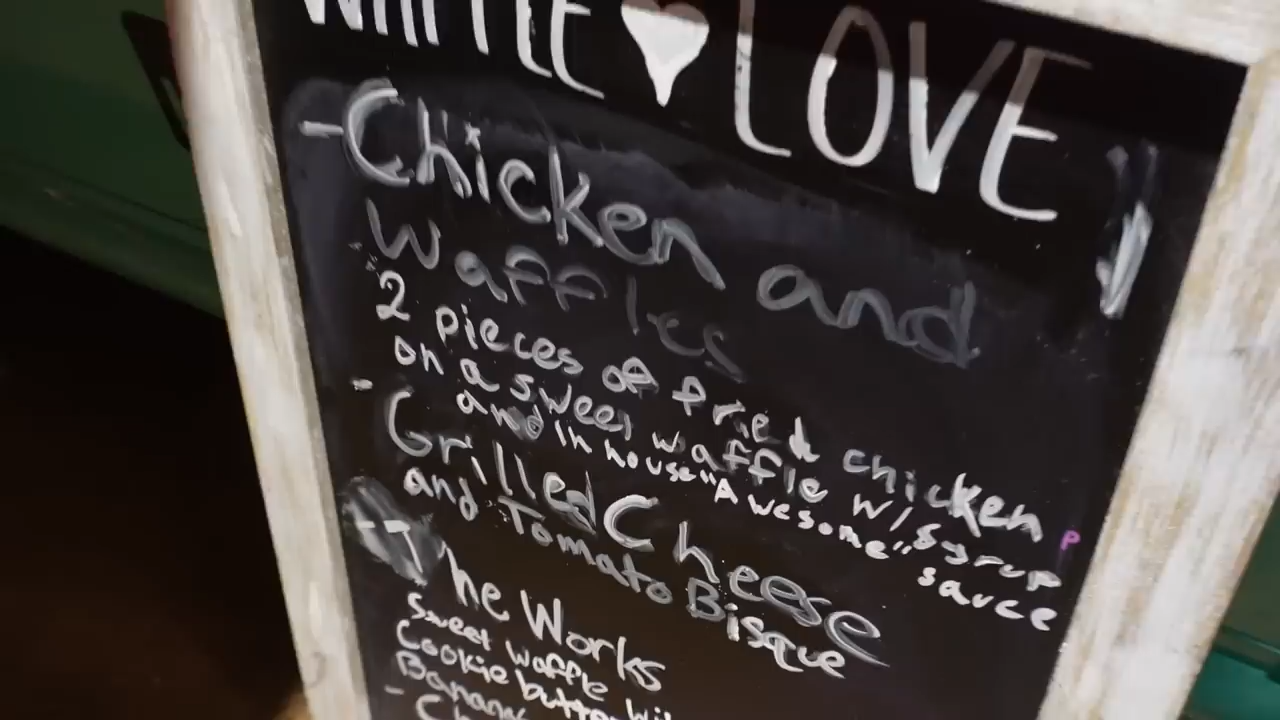 LOVE
-Chicken and
Waffles
2 pieces of fried chicken
on a sweet waffle w/ syrup
and in house "Awesome" sauce
- Grilled Cheese
and Tomato Bisque
- The Works
Sweet Waffle
Cookie butter
-